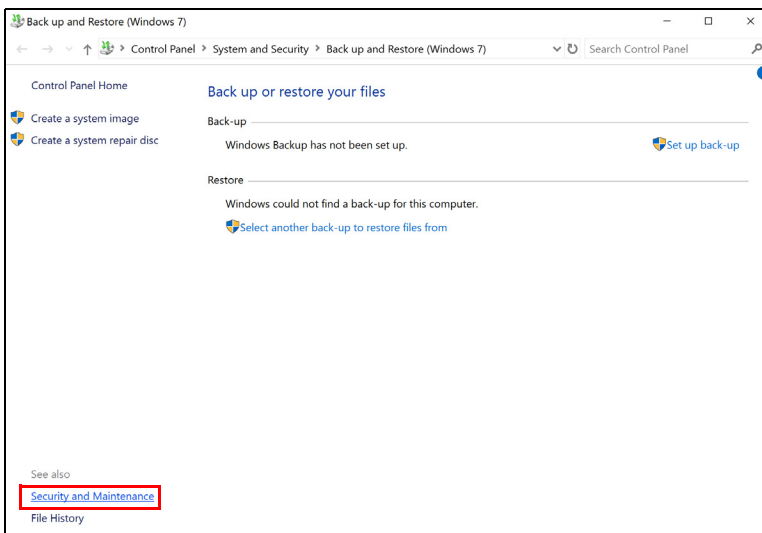 Back up and Restore (Windows 7)
Control Panel > System and Security > Back up and Restore (Windows 7)
Search Control Panel
Control Panel Home
Create a system image
Create a system repair disc
Back up or restore your files
Back-up
Windows Backup has not been set up.
Set up back-up
Restore
Windows could not find a back-up for this computer.
Select another back-up to restore files from
See also
Security and Maintenance
File History